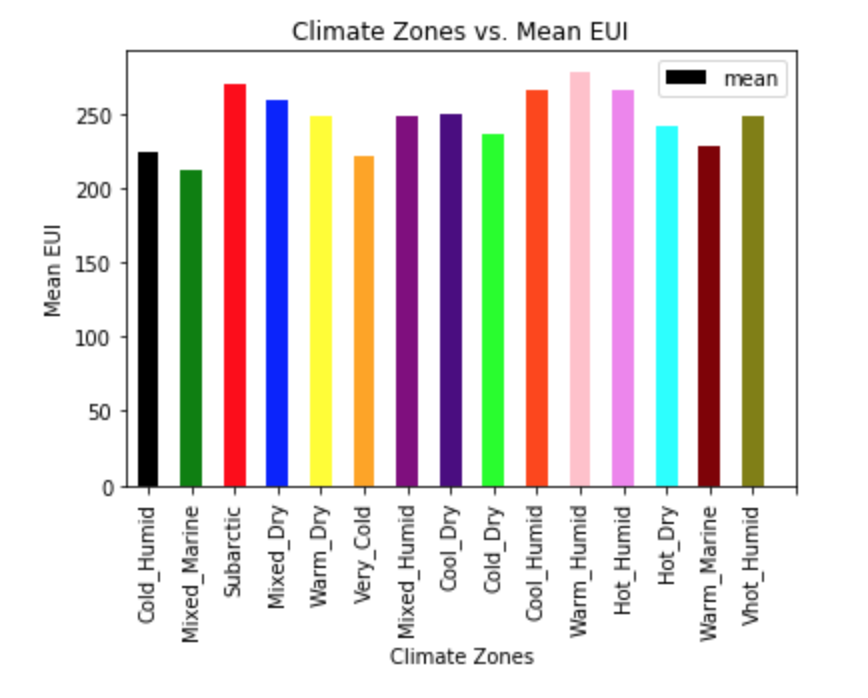 Climate Zones vs. Mean EUI
mean
Mean EUI
250
200
150
100
50
0
Cold_Humid
Mixed_Marine
Subarctic
Mixed_Dry
Warm_Dry
Very_Cold
Mixed_Humid
Cool_Dry
Cold_Dry
Cool_Humid
Warm_Humid
Hot_Humid
Hot_Dry
Warm_Marine
Vhot_Humid
Climate Zones